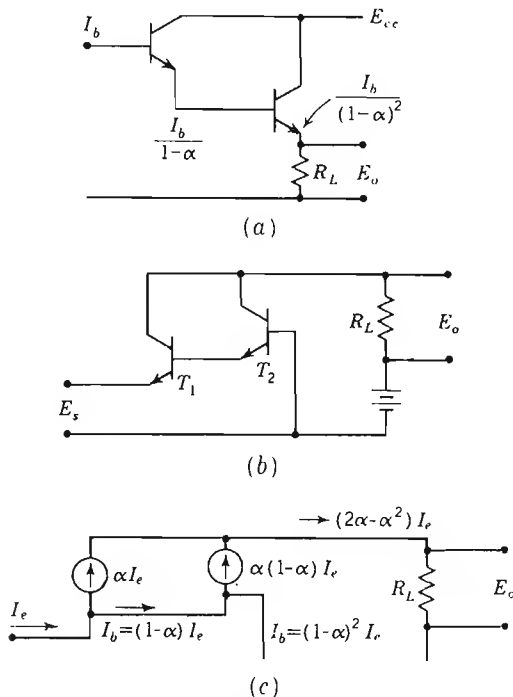 I_b
E_cc
I_b/(1-α)
I_b/(1-α)^2
R_L
E_o
(a)
R_L
E_o
T_1
T_2
E_s
(b)
→ (2α-α^2) I_e
αI_e
α(1-α) I_e
I_e
I_b=(1-α) I_e
I_b=(1-α)^2 I_e
R_L
E_o
(c)